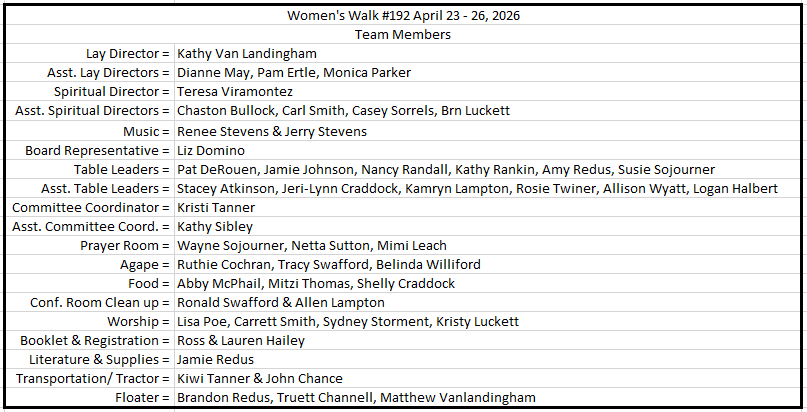 Women's Walk #192 April 23 - 26, 2026
Team Members
Lay Director = Kathy Van Landingham
Asst. Lay Directors = Dianne May, Pam Ertle, Monica Parker
Spiritual Director = Teresa Viramontez
Asst. Spiritual Directors = Chaston Bullock, Carl Smith, Casey Sorrels, Brn Luckett
Music = Renee Stevens & Jerry Stevens
Board Representative = Liz Domino
Table Leaders = Pat DeRouen, Jamie Johnson, Nancy Randall, Kathy Rankin, Amy Redus, Susie Sojourner
Asst. Table Leaders = Stacey Atkinson, Jeri-Lynn Craddock, Kamryn Lampton, Rosie Twiner, Allison Wyatt, Logan Halbert
Committee Coordinator = Kristi Tanner
Asst. Committee Coord. = Kathy Sibley
Prayer Room = Wayne Sojourner, Netta Sutton, Mimi Leach
Agape = Ruthie Cochran, Tracy Swafford, Belinda Williford
Food = Abby McPhail, Mitzi Thomas, Shelly Craddock
Conf. Room Clean up = Ronald Swafford & Allen Lampton
Worship = Lisa Poe, Carrett Smith, Sydney Storment, Kristy Luckett
Booklet & Registration = Ross & Lauren Hailey
Literature & Supplies = Jamie Redus
Transportation/ Tractor = Kiwi Tanner & John Chance
Floater = Brandon Redus, Truett Channell, Matthew Vanlandingham